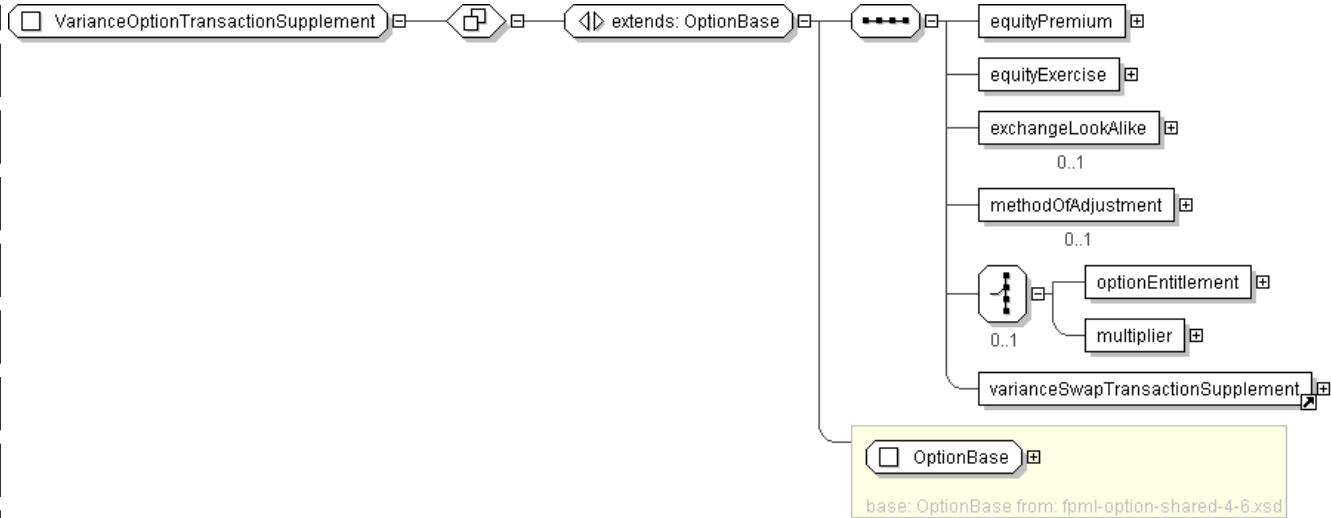 VarianceOptionTransactionSupplement
extends: OptionBase
equityPremium
equityExercise
exchangeLookAlike
0..1
methodOfAdjustment
0..1
optionEntitlement
multiplier
0..1
varianceSwapTransactionSupplement
OptionBase
base: OptionBase from: fpml-option-shared-4-6.xsd